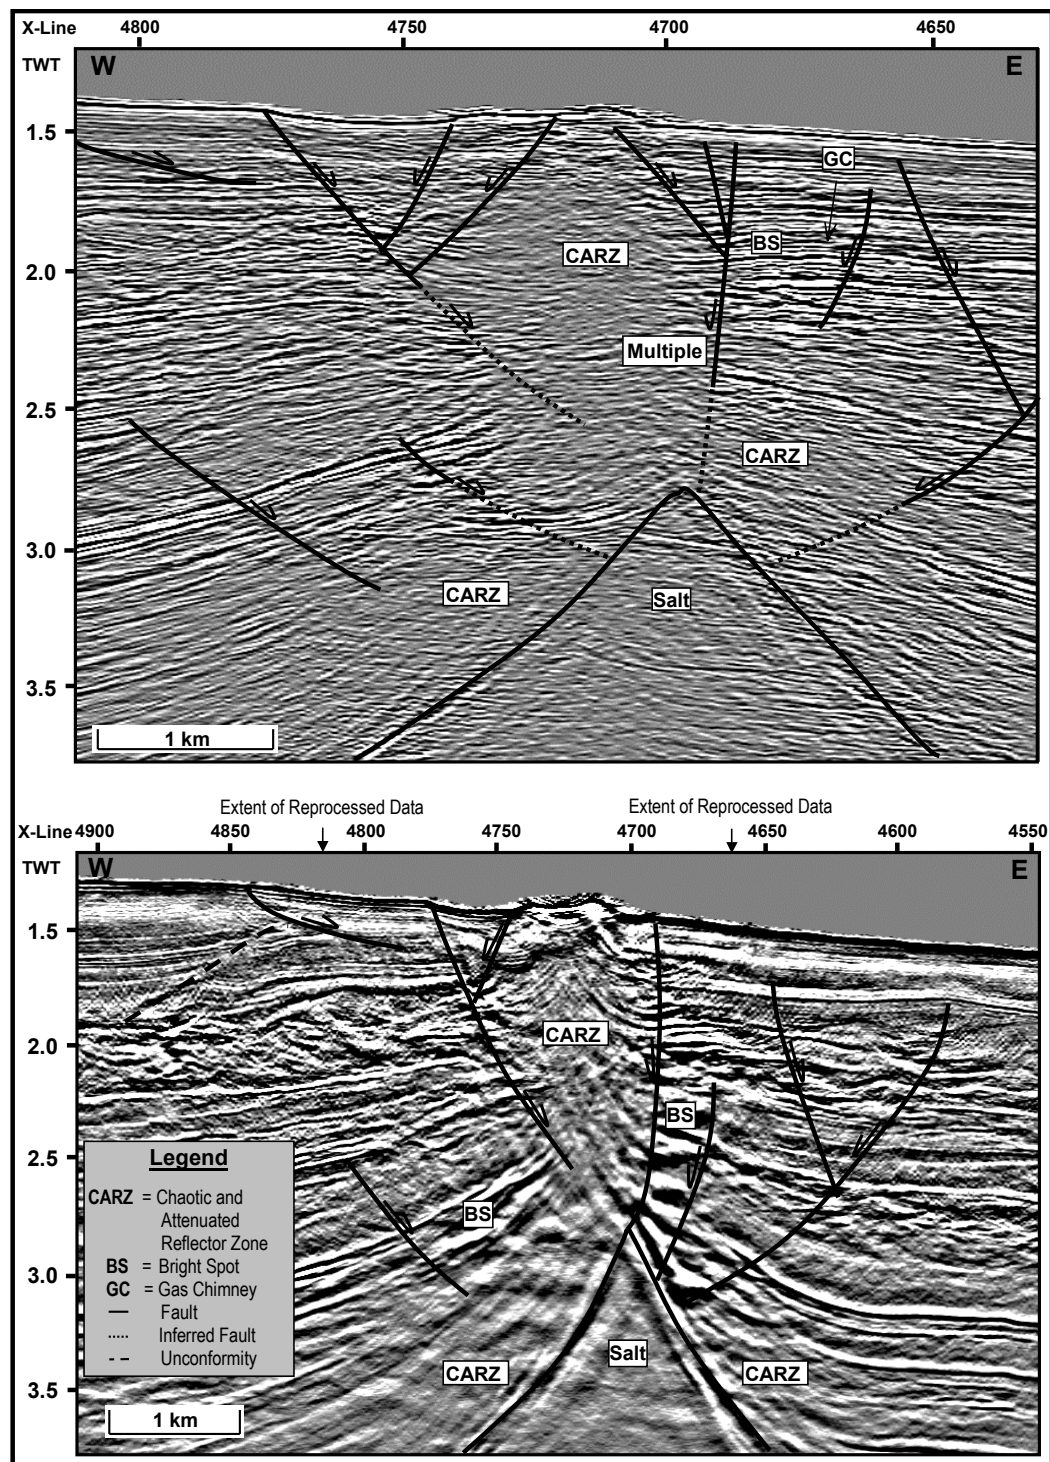 X-Line 4800 4750 4700 4650
TWT W E
1.5
GC
BS
CARZ
2.0
Multiple
2.5
CARZ
3.0
CARZ
Salt
3.5
1 km
Extent of Reprocessed Data Extent of Reprocessed Data
X-Line 4900 4850 4800 4750 4700 4650 4600 4550
TWT W E
1.5
CARZ
2.0
BS
2.5
Legend
CARZ = Chaotic and
Attenuated
Reflector Zone
BS = Bright Spot
GC = Gas Chimney
Fault
Inferred Fault
Unconformity
BS
3.0
Salt
CARZ
CARZ
3.5
1 km